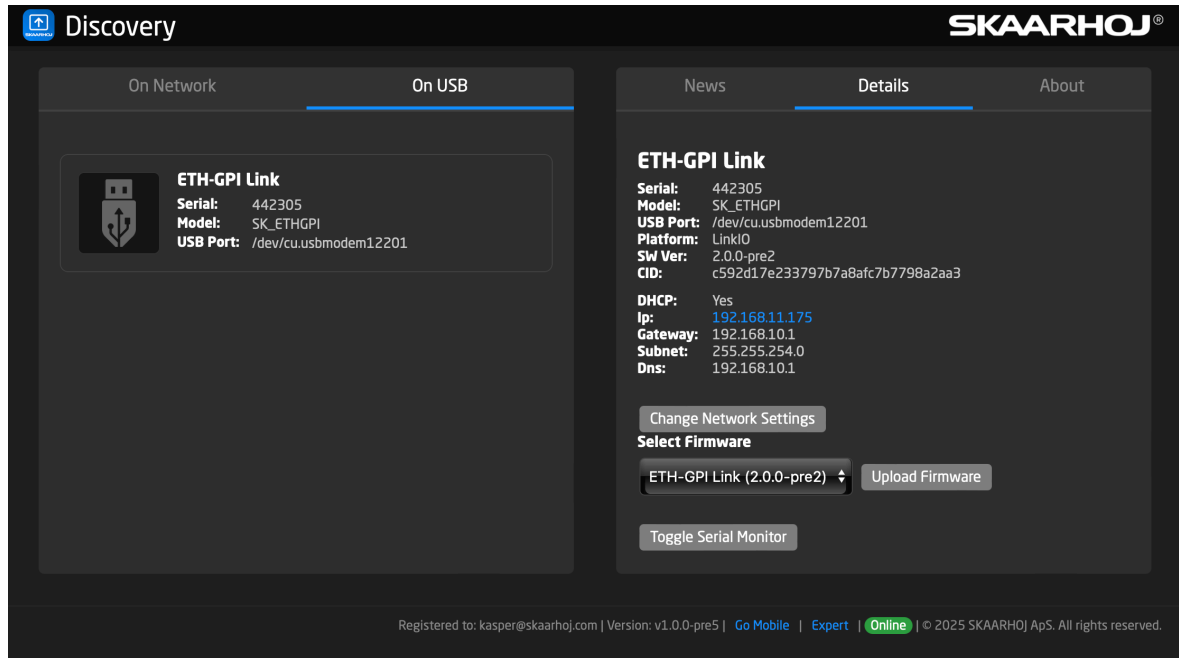 Discovery
SKAARHOJ®
On Network
On USB
ETH-GPI Link
Serial: 442305
Model: SK_ETHGPI
USB Port: /dev/cu.usbmodem12201
News
Details
About
ETH-GPI Link
Serial: 442305
Model: SK_ETHGPI
USB Port: /dev/cu.usbmodem12201
Platform: LinkIO
SW Ver: 2.0.0-pre2
CID: c592d17e233797b7a8afc7b7798a2aa3
DHCP: Yes
Ip: 192.168.11.175
Gateway: 192.168.10.1
Subnet: 255.255.254.0
Dns: 192.168.10.1
Change Network Settings
Select Firmware
ETH-GPI Link (2.0.0-pre2)
Upload Firmware
Toggle Serial Monitor
Registered to: kasper@skaarhoj.com | Version: v1.0.0-pre5 | Go Mobile | Expert | Online | © 2025 SKAARHOJ ApS. All rights reserved.